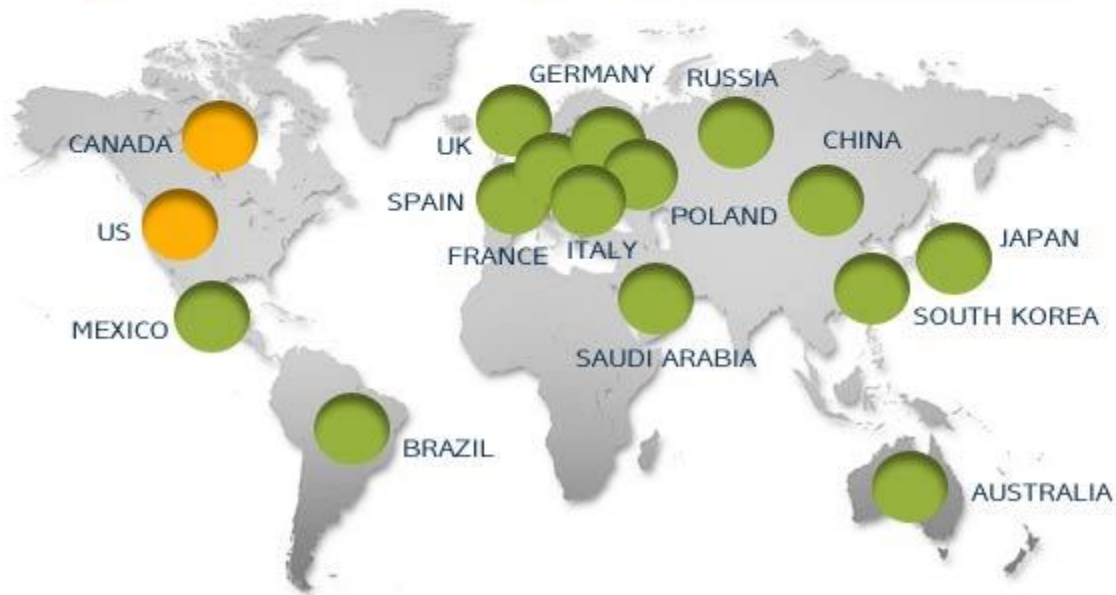 GERMANY
RUSSIA
CANADA
UK
CHINA
SPAIN
POLAND
US
FRANCE
ITALY
JAPAN
MEXICO
SOUTH KOREA
SAUDI ARABIA
BRAZIL
AUSTRALIA